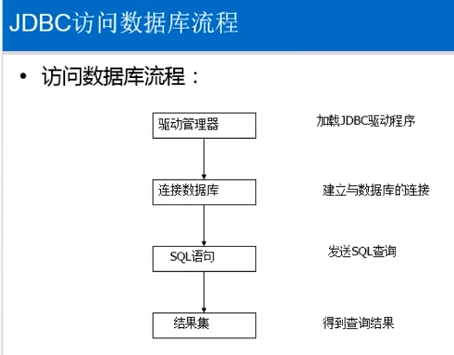 JDBC访问数据库流程
• 访问数据库流程：
驱动管理器 加载JDBC驱动程序
连接数据库 建立与数据库的连接
SQL语句 发送SQL查询
结果集 得到查询结果